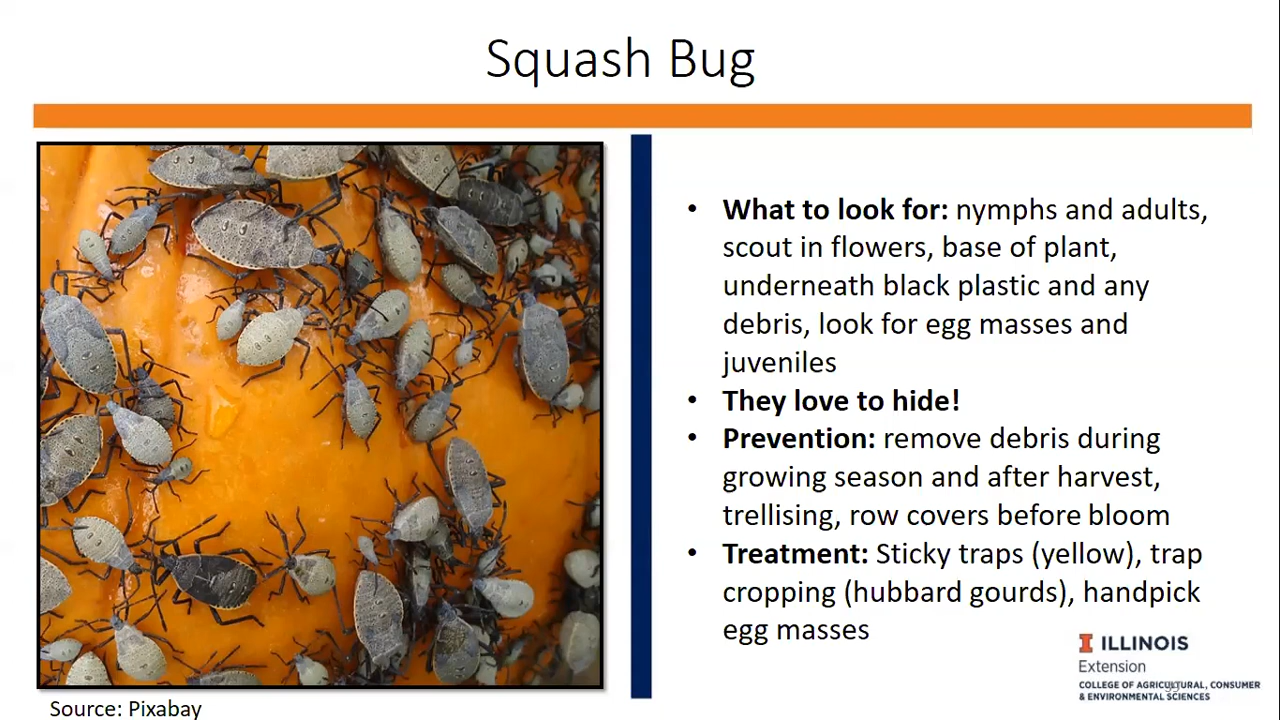 Squash Bug
• What to look for: nymphs and adults,
scout in flowers, base of plant,
underneath black plastic and any
debris, look for egg masses and
juveniles
• They love to hide!
• Prevention: remove debris during
growing season and after harvest,
trellising, row covers before bloom
• Treatment: Sticky traps (yellow), trap
cropping (hubbard gourds), handpick
egg masses
I ILLINOIS
Extension
COLLEGE OF AGRICULTURAL, CONSUMER
& ENVIRONMENTAL SCIENCES
Source: Pixabay